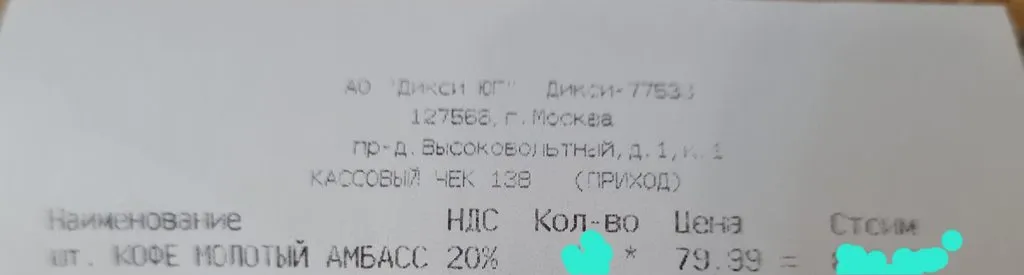 АО "ДИКСИ ЮГ" ДИКСИ-77533
127566, г. Москва
пр-д. Высоковольтный, д. 1, к. 1
КАССОВЫЙ ЧЕК 138 (ПРИХОД)
Наименование НДС Кол-во Цена Стоим
шт. КОФЕ МОЛОТЫЙ АМБАСС 20% * 79.99 =